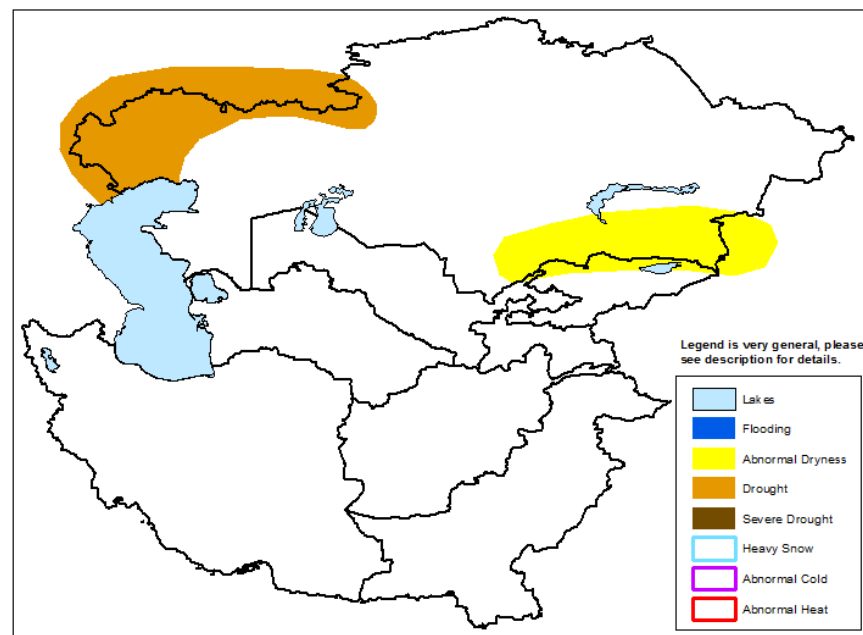 Legend is very general, please
see description for details.
Lakes
Flooding
Abnormal Dryness
Drought
Severe Drought
Heavy Snow
Abnormal Cold
Abnormal Heat